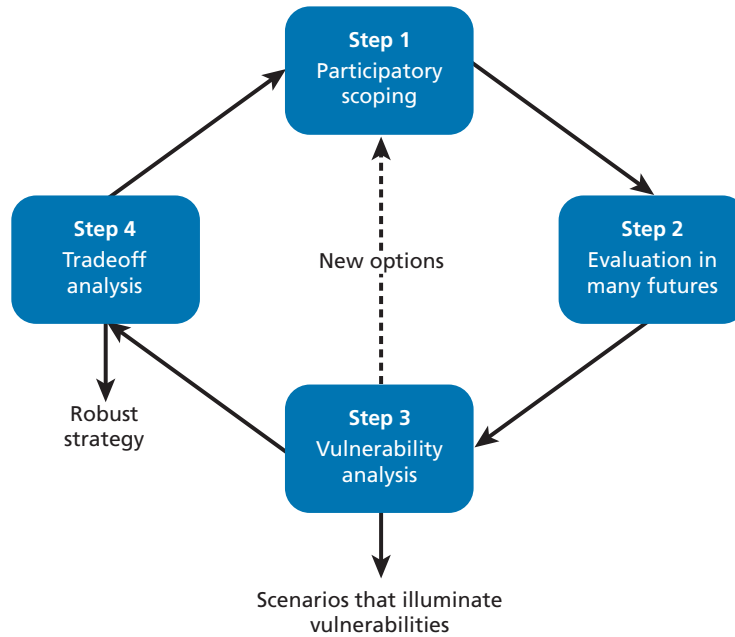 Step 1
Participatory
scoping
Step 4
Tradeoff
analysis
New options
Step 2
Evaluation in
many futures
Robust
strategy
Step 3
Vulnerability
analysis
Scenarios that illuminate
vulnerabilities